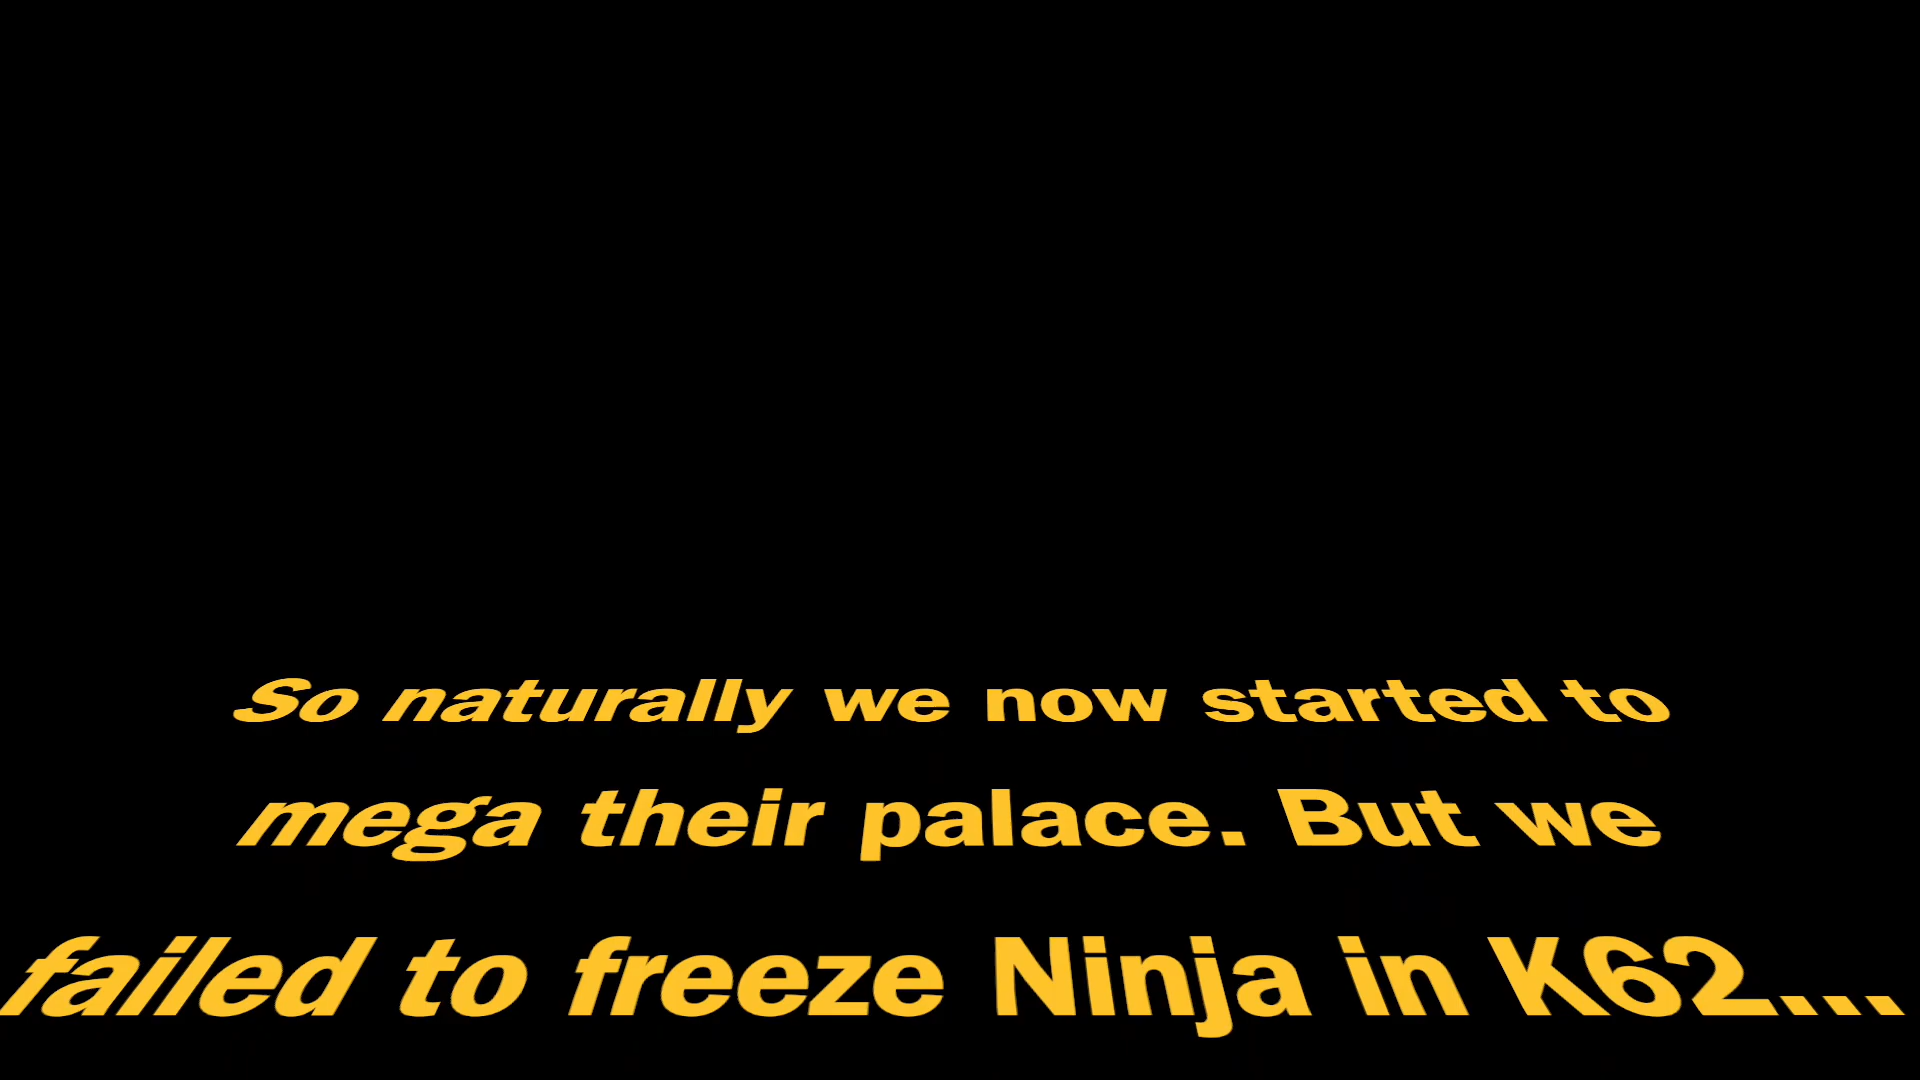 So naturally we now started to
mega their palace. But we
failed to freeze Ninja in K62...